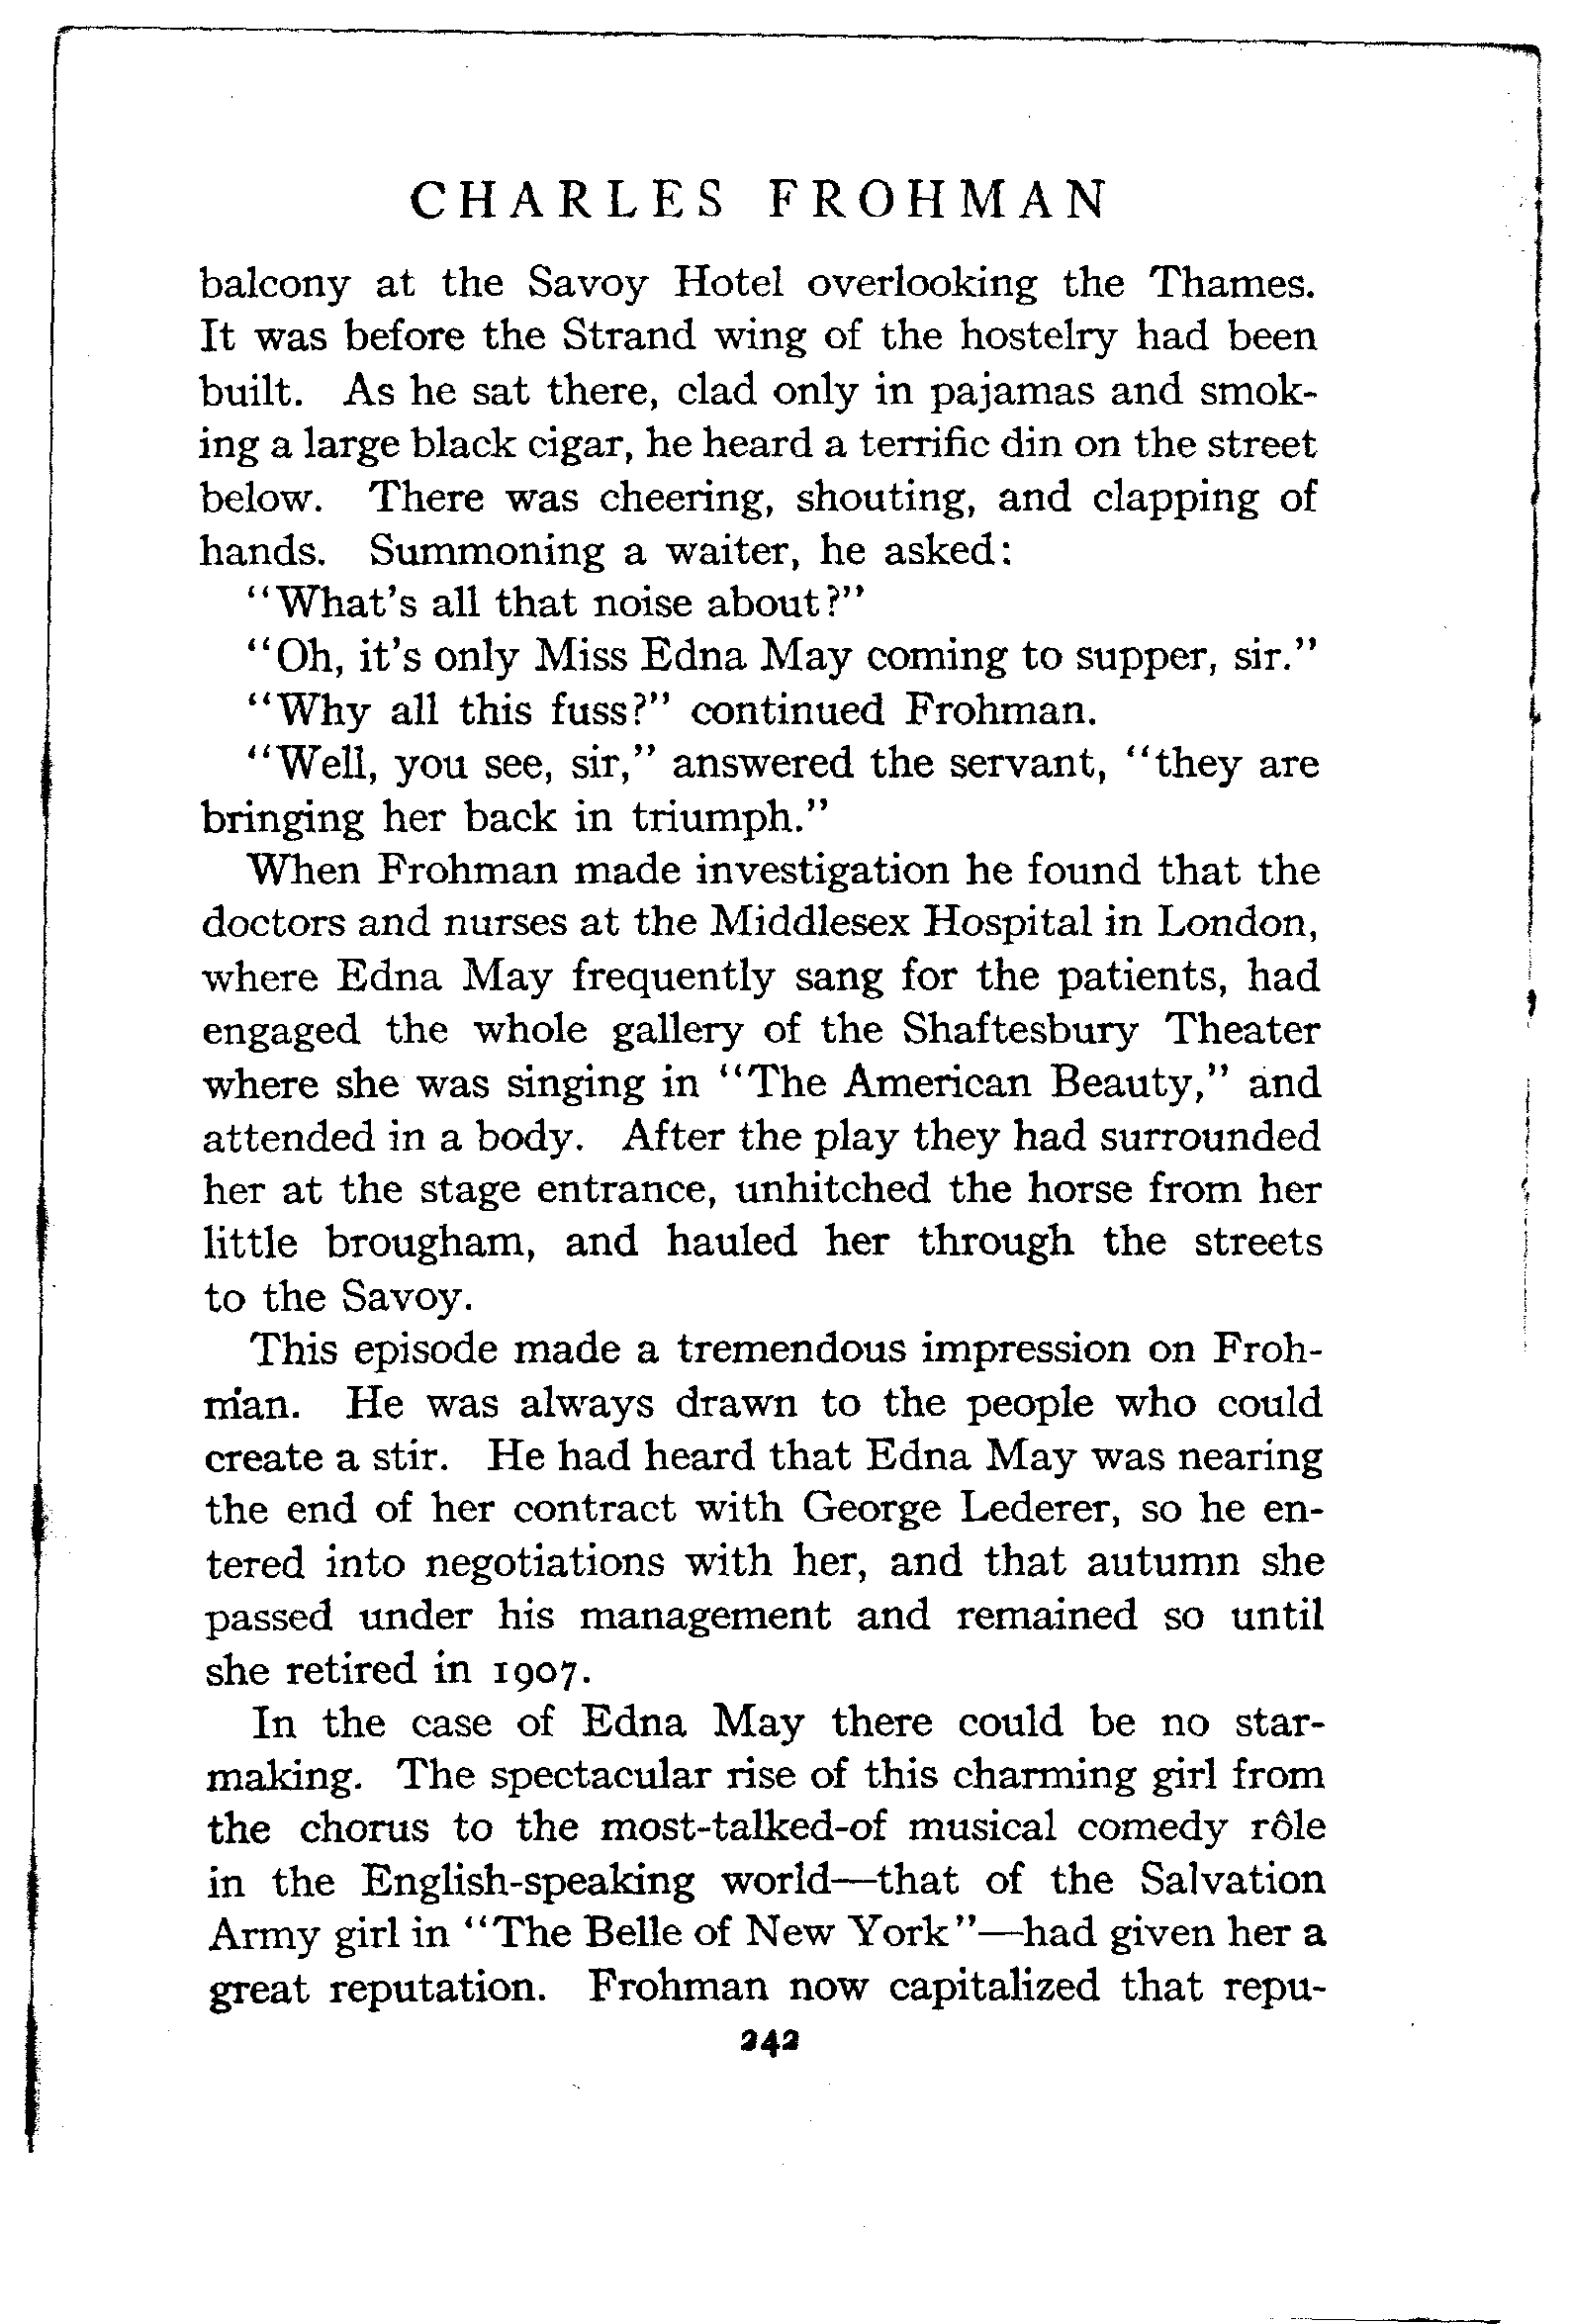 CHARLES FROHMAN
balcony at the Savoy Hotel overlooking the Thames.
It was before the Strand wing of the hostelry had been
built. As he sat there, clad only in pajamas and smok-
ing a large black cigar, he heard a terrific din on the street
below. There was cheering, shouting, and clapping of
hands. Summoning a waiter, he asked:
"What's all that noise about?"
"Oh, it's only Miss Edna May coming to supper, sir."
"Why all this fuss?" continued Frohman.
"Well, you see, sir," answered the servant, "they are
bringing her back in triumph."
When Frohman made investigation he found that the
doctors and nurses at the Middlesex Hospital in London,
where Edna May frequently sang for the patients, had
engaged the whole gallery of the Shaftesbury Theater
where she was singing in "The American Beauty," and
attended in a body. After the play they had surrounded
her at the stage entrance, unhitched the horse from her
little brougham, and hauled her through the streets
to the Savoy.
This episode made a tremendous impression on Froh-
man. He was always drawn to the people who could
create a stir. He had heard that Edna May was nearing
the end of her contract with George Lederer, so he en-
tered into negotiations with her, and that autumn she
passed under his management and remained so until
she retired in 1907.
In the case of Edna May there could be no star-
making. The spectacular rise of this charming girl from
the chorus to the most-talked-of musical comedy rôle
in the English-speaking world—that of the Salvation
Army girl in "The Belle of New York"—had given her a
great reputation. Frohman now capitalized that repu-
242